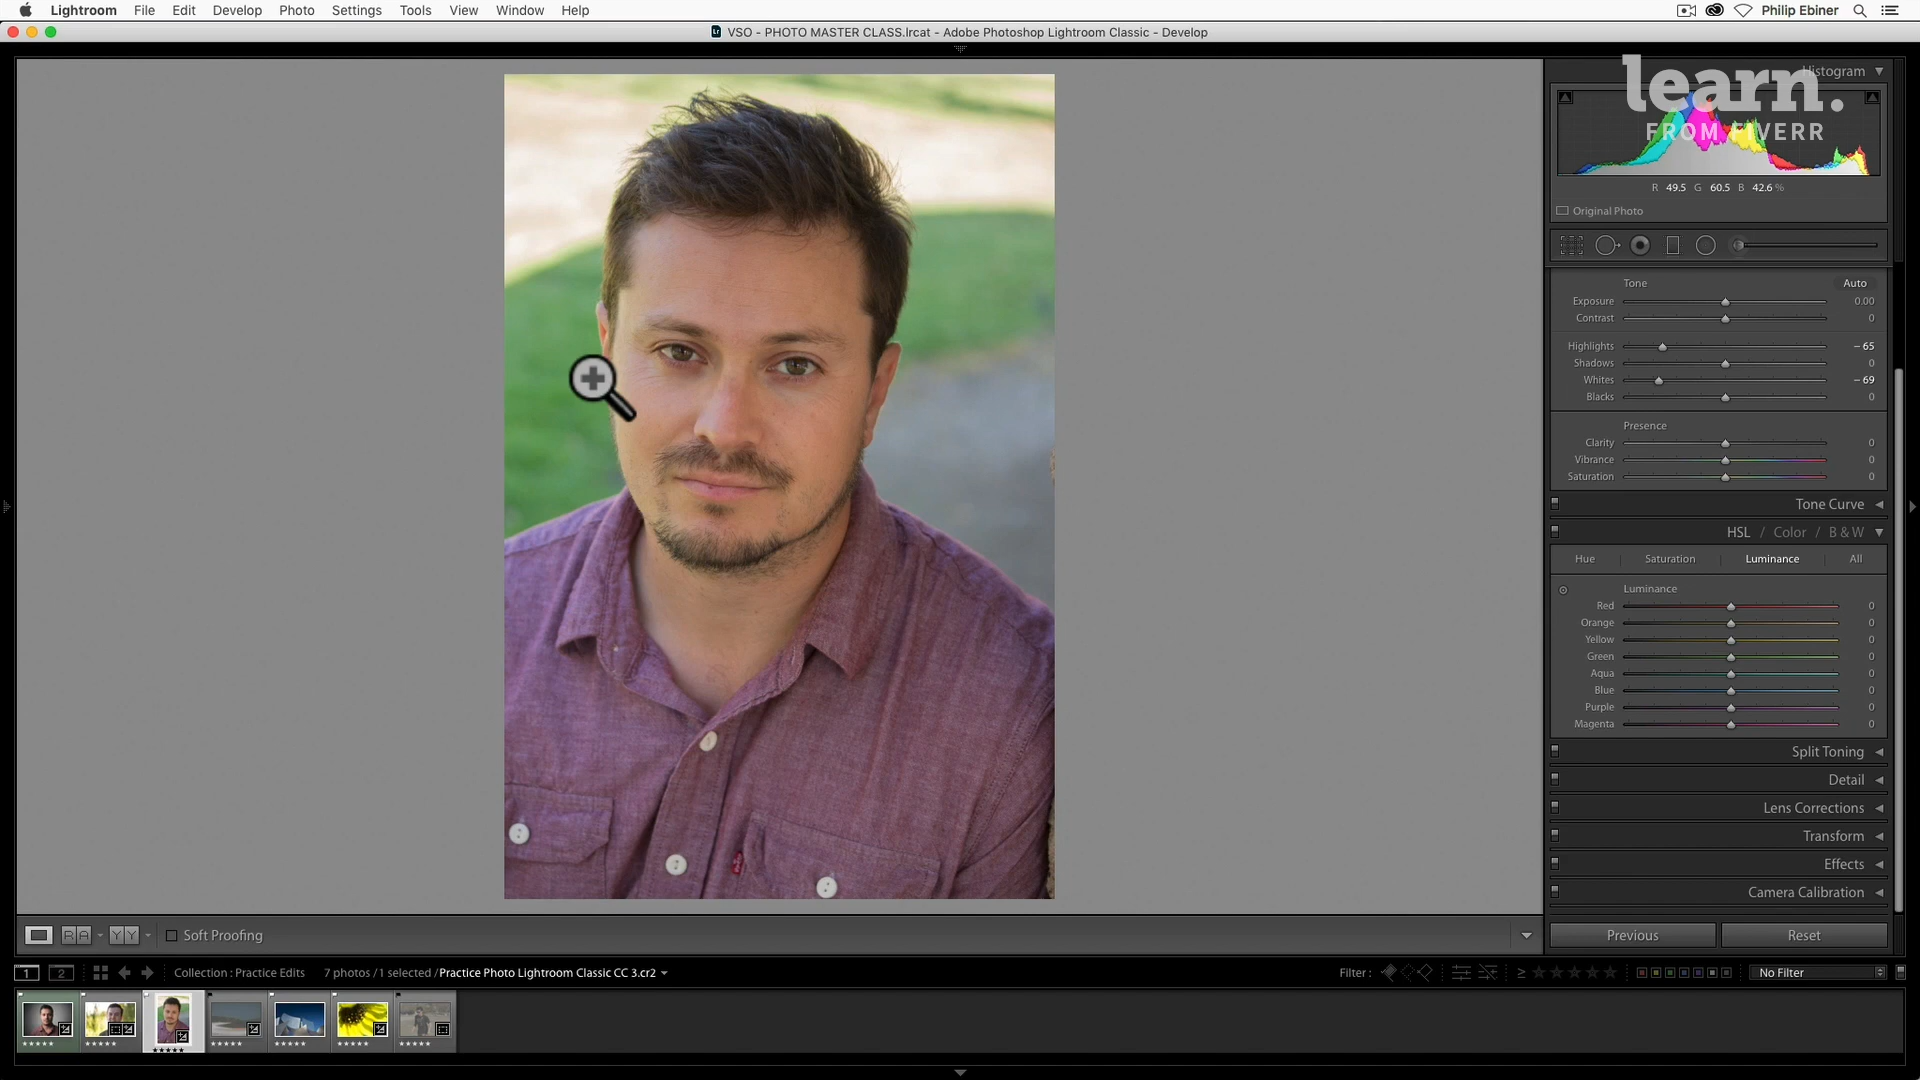 Lightroom File Edit Develop Photo Settings Tools View Window Help Philip Ebiner
VSO - PHOTO MASTER CLASS.lrcat - Adobe Photoshop Lightroom Classic - Develop
Histogram
learn.
FROM FIVERR
R 49.5 G 60.5 B 42.6 %
Original Photo
Tone Auto
Exposure 0.00
Contrast 0
Highlights – 65
Shadows 0
Whites – 69
Blacks 0
Presence
Clarity 0
Vibrance 0
Saturation 0
Tone Curve
HSL / Color / B & W
Hue Saturation Luminance All
Luminance
Red 0
Orange 0
Yellow 0
Green 0
Aqua 0
Blue 0
Purple 0
Magenta 0
Split Toning
Detail
Lens Corrections
Transform
Effects
Camera Calibration
R A Y Y Soft Proofing
Previous Reset
1 2 Collection : Practice Edits 7 photos / 1 selected / Practice Photo Lightroom Classic CC 3.cr2 Filter : ≥ No Filter